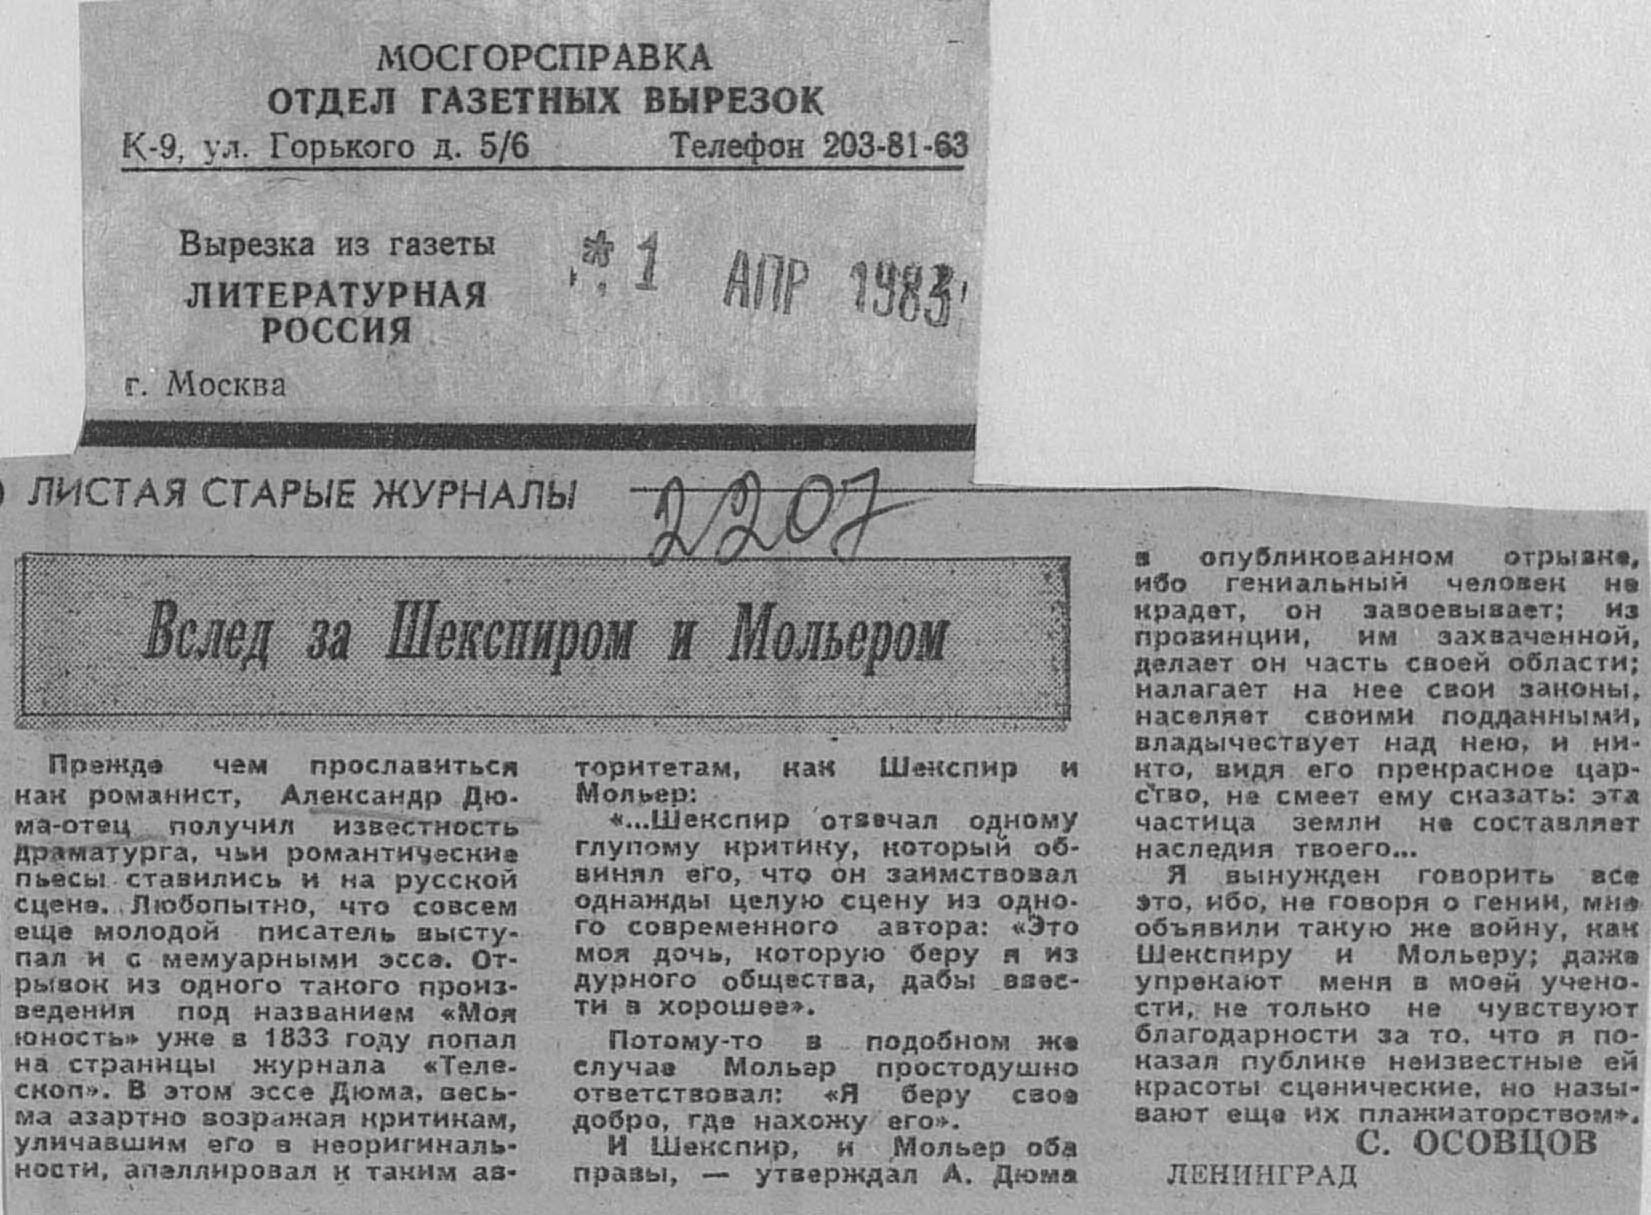 МОСГОРСПРАВКА
ОТДЕЛ ГАЗЕТНЫХ ВЫРЕЗОК
К-9, ул. Горького д. 5/6 Телефон 203-81-63
Вырезка из газеты
ЛИТЕРАТУРНАЯ
РОССИЯ
г. Москва
* 1 АПР 1983
ЛИСТАЯ СТАРЫЕ ЖУРНАЛЫ
2207
Вслед за Шекспиром и Мольером
Прежде чем прославиться
как романист, Александр Дю-
ма-отец получил известность
драматурга, чьи романтические
пьесы ставились и на русской
сцене. Любопытно, что совсем
еще молодой писатель высту-
пал и с мемуарными эссе. От-
рывок из одного такого произ-
ведения под названием «Моя
юность» уже в 1833 году попал
на страницы журнала «Теле-
скоп». В этом эссе Дюма, весь-
ма азартно возражая критикам,
уличавшим его в неоригиналь-
ности, апеллировал к таким ав-
торитетам, как Шекспир и
Мольер:
«...Шекспир отвечал одному
глупому критику, который об-
винял его, что он заимствовал
однажды целую сцену из одно-
го современного автора: «Это
моя дочь, которую беру я из
дурного общества, дабы ввес-
ти в хорошее».
Потому-то в подобном же
случае Мольер простодушно
ответствовал: «Я беру свое
добро, где нахожу его».
И Шекспир, и Мольер оба
правы, — утверждал А. Дюма
в опубликованном отрывке,
ибо гениальный человек не
крадет, он завоевывает; из
провинции, им захваченной,
делает он часть своей области;
налагает на нее свои законы,
населяет своими подданными,
владычествует над нею, и ни-
кто, видя его прекрасное цар-
ство, не смеет ему сказать: эта
частица земли не составляет
наследия твоего...
Я вынужден говорить все
это, ибо, не говоря о гении, мне
объявили такую же войну, как
Шекспиру и Мольеру; даже
упрекают меня в моей учено-
сти, не только не чувствуют
благодарности за то, что я по-
казал публике неизвестные ей
красоты сценические, но назы-
вают еще их плажиаторством».
С. ОСОВЦОВ
ЛЕНИНГРАД